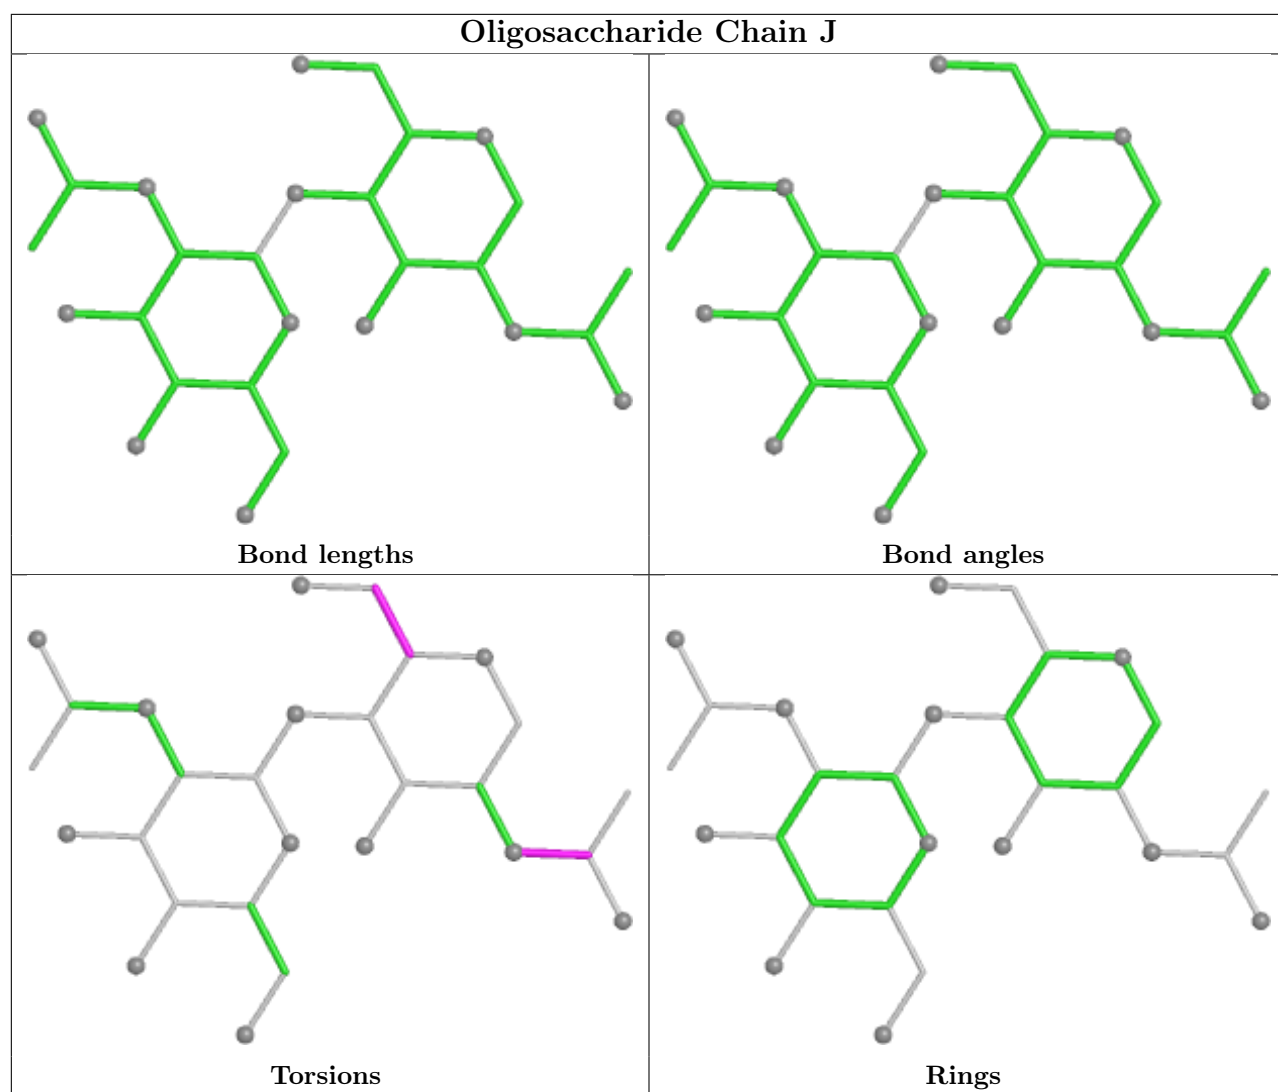 Oligosaccharide Chain J
Bond lengths
Bond angles
Torsions
Rings